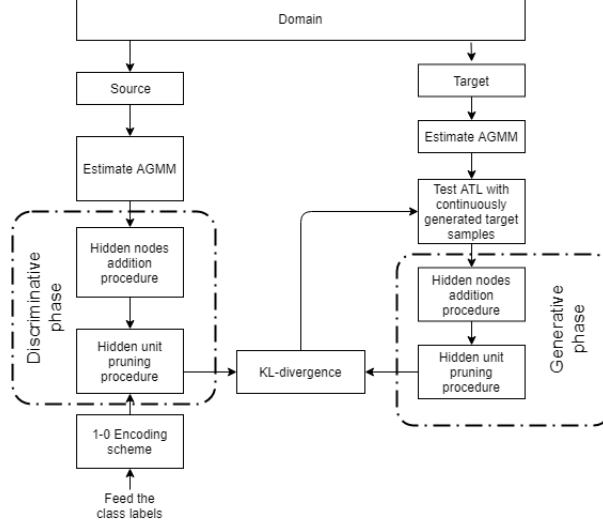 Domain
Source
Target
Estimate AGMM
Estimate AGMM
Test ATL with
continuously
generated target
samples
Discriminative
phase
Hidden nodes
addition
procedure
Hidden nodes
addition
procedure
Generative
phase
Hidden unit
pruning
procedure
KL-divergence
Hidden unit
pruning
procedure
1-0 Encoding
scheme
Feed the
class labels